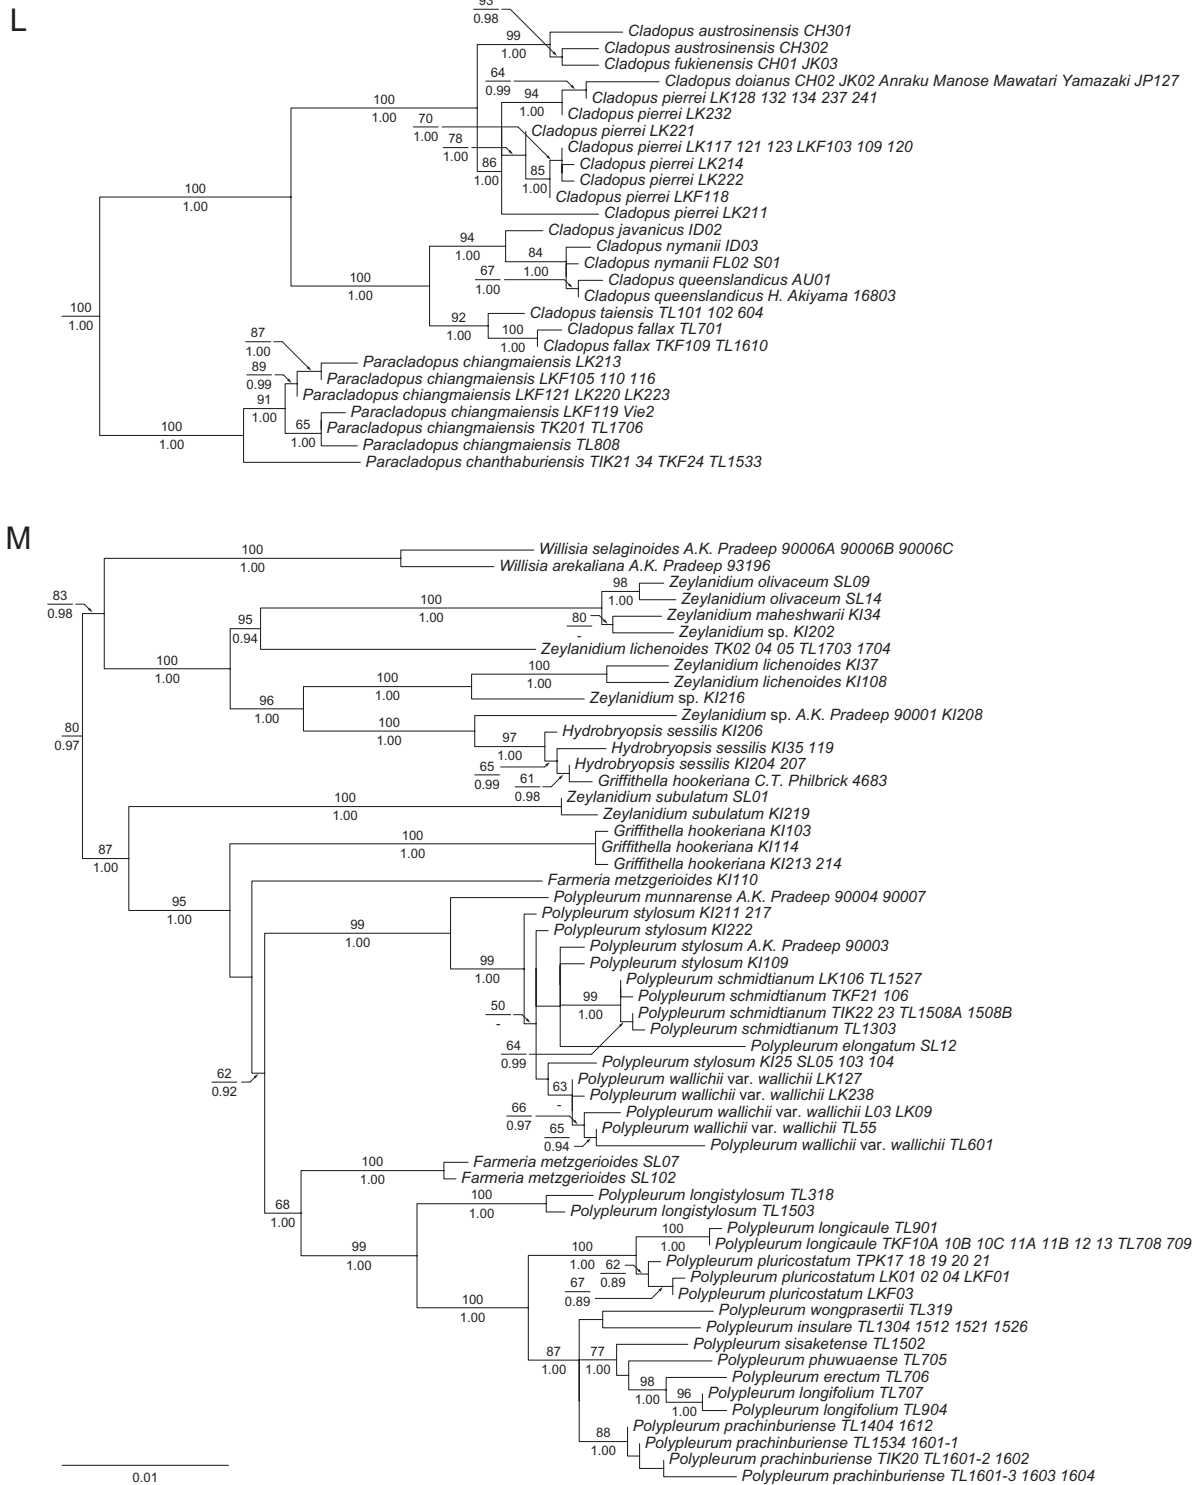 L
93
0.98
Cladopus austrosinensis CH301
99
1.00
Cladopus austrosinensis CH302
Cladopus fukienensis CH01 JK03
64
0.99
Cladopus doianus CH02 JK02 Anraku Manose Mawatari Yamazaki JP127
94
1.00
Cladopus pierrei LK128 132 134 237 241
100
1.00
Cladopus pierrei LK232
70
1.00
Cladopus pierrei LK221
78
1.00
Cladopus pierrei LK117 121 123 LKF103 109 120
86
1.00
85
1.00
Cladopus pierrei LK214
Cladopus pierrei LK222
Cladopus pierrei LKF118
100
1.00
Cladopus pierrei LK211
Cladopus javanicus ID02
94
1.00
Cladopus nymanii ID03
84
1.00
Cladopus nymanii FL02 S01
67
1.00
Cladopus queenslandicus AU01
100
1.00
Cladopus queenslandicus H. Akiyama 16803
100
1.00
Cladopus taiensis TL101 102 604
92
1.00
100
1.00
Cladopus fallax TL701
Cladopus fallax TKF109 TL1610
87
1.00
Paracladopus chiangmaiensis LK213
89
0.99
Paracladopus chiangmaiensis LKF105 110 116
Paracladopus chiangmaiensis LKF121 LK220 LK223
91
1.00
Paracladopus chiangmaiensis LKF119 Vie2
65
1.00
Paracladopus chiangmaiensis TK201 TL1706
100
1.00
Paracladopus chiangmaiensis TL808
Paracladopus chanthaburiensis TIK21 34 TKF24 TL1533
M
100
1.00
Willisia selaginoides A.K. Pradeep 90006A 90006B 90006C
Willisia arekaliana A.K. Pradeep 93196
83
0.98
98
1.00
Zeylanidium olivaceum SL09
100
1.00
Zeylanidium olivaceum SL14
80
-
Zeylanidium maheshwarii KI34
95
0.94
Zeylanidium sp. KI202
Zeylanidium lichenoides TK02 04 05 TL1703 1704
100
1.00
100
1.00
Zeylanidium lichenoides KI37
100
1.00
Zeylanidium lichenoides KI108
96
1.00
Zeylanidium sp. KI216
Zeylanidium sp. A.K. Pradeep 90001 KI208
100
1.00
80
0.97
Hydrobryopsis sessilis KI206
97
1.00
Hydrobryopsis sessilis KI35 119
65
0.99
Hydrobryopsis sessilis KI204 207
61
0.98
Griffithella hookeriana C.T. Philbrick 4683
100
1.00
Zeylanidium subulatum SL01
Zeylanidium subulatum KI219
87
1.00
Griffithella hookeriana KI103
100
1.00
Griffithella hookeriana KI114
Griffithella hookeriana KI213 214
Farmeria metzgerioides KI110
95
1.00
Polypleurum munnarense A.K. Pradeep 90004 90007
Polypleurum stylosum KI211 217
99
1.00
Polypleurum stylosum KI222
Polypleurum stylosum A.K. Pradeep 90003
99
1.00
Polypleurum stylosum KI109
Polypleurum schmidtianum LK106 TL1527
99
1.00
Polypleurum schmidtianum TKF21 106
50
-
Polypleurum schmidtianum TIK22 23 TL1508A 1508B
Polypleurum schmidtianum TL1303
64
0.99
Polypleurum elongatum SL12
Polypleurum stylosum KI25 SL05 103 104
62
0.92
63
-
Polypleurum wallichii var. wallichii LK127
Polypleurum wallichii var. wallichii LK238
66
0.97
Polypleurum wallichii var. wallichii L03 LK09
65
0.94
Polypleurum wallichii var. wallichii TL55
Polypleurum wallichii var. wallichii TL601
100
1.00
Farmeria metzgerioides SL07
Farmeria metzgerioides SL102
68
1.00
100
1.00
Polypleurum longistylosum TL318
Polypleurum longistylosum TL1503
99
1.00
100
1.00
Polypleurum longicaule TL901
Polypleurum longicaule TKF10A 10B 10C 11A 11B 12 13 TL708 709
100
1.00
62
0.89
Polypleurum pluricostatum TPK17 18 19 20 21
67
0.89
Polypleurum pluricostatum LK01 02 04 LKF01
Polypleurum pluricostatum LKF03
100
1.00
Polypleurum wongprasertii TL319
Polypleurum insulare TL1304 1512 1521 1526
87
1.00
77
1.00
Polypleurum sisaketense TL1502
Polypleurum phuwuaense TL705
98
1.00
Polypleurum erectum TL706
96
1.00
Polypleurum longifolium TL707
Polypleurum longifolium TL904
88
1.00
Polypleurum prachinburiense TL1404 1612
Polypleurum prachinburiense TL1534 1601-1
Polypleurum prachinburiense TIK20 TL1601-2 1602
Polypleurum prachinburiense TL1601-3 1603 1604
0.01